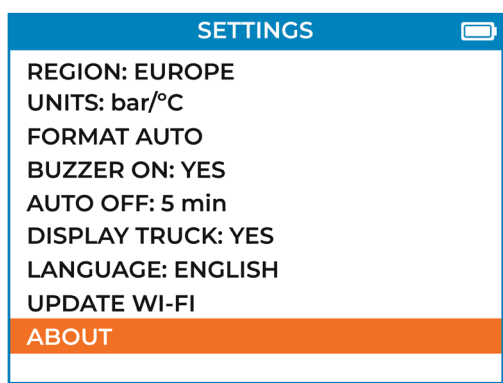 SETTINGS
REGION: EUROPE
UNITS: bar/°C
FORMAT AUTO
BUZZER ON: YES
AUTO OFF: 5 min
DISPLAY TRUCK: YES
LANGUAGE: ENGLISH
UPDATE WI-FI
ABOUT